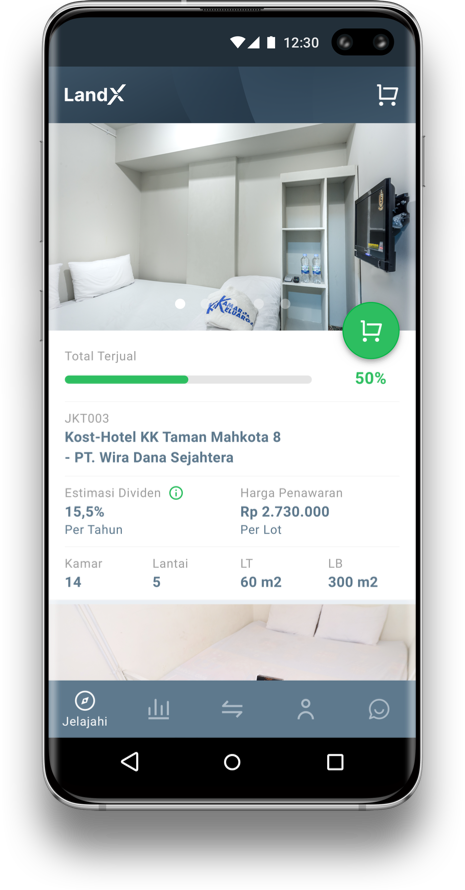 12:30
LandX
KAMAR
KELUARGA
Total Terjual
50%
JKT003
Kost-Hotel KK Taman Mahkota 8
- PT. Wira Dana Sejahtera
Estimasi Dividen
Harga Penawaran
15,5%
Rp 2.730.000
Per Tahun
Per Lot
Kamar
Lantai
LT
LB
14
5
60 m2
300 m2
Jelajahi